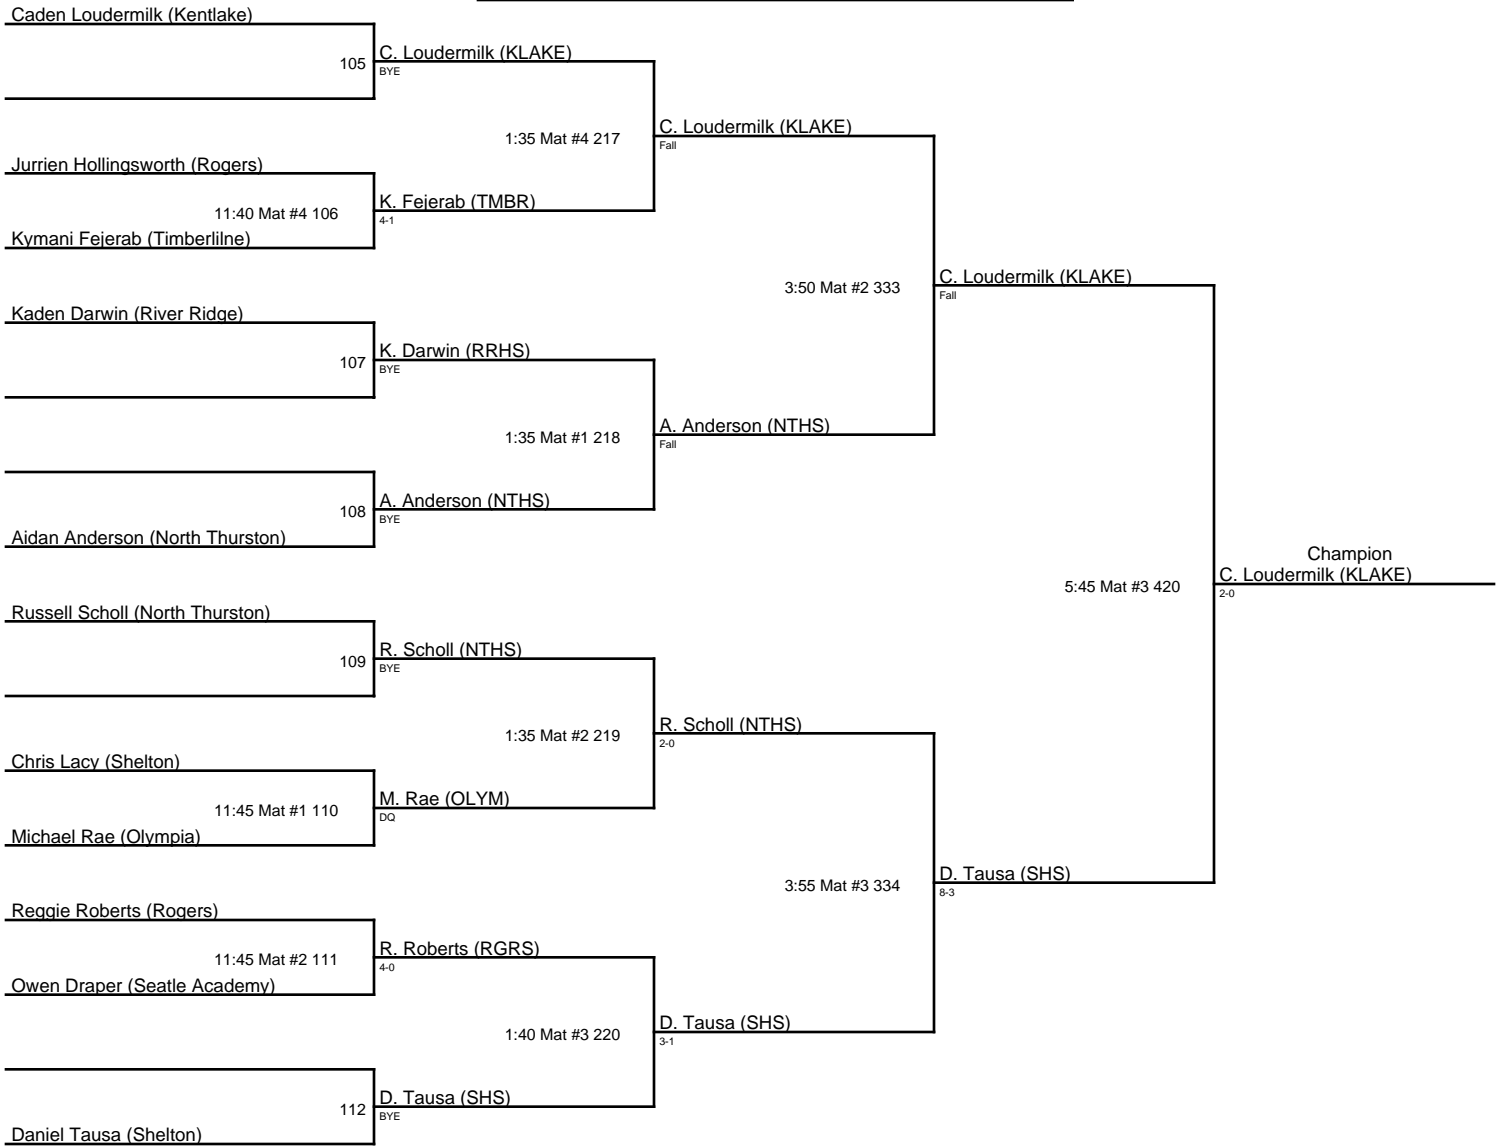 Caden Loudermilk (Kentlake)
105
C. Loudermilk (KLAKE)
BYE
1:35 Mat #4 217
C. Loudermilk (KLAKE)
Fall
Jurrien Hollingsworth (Rogers)
11:40 Mat #4 106
K. Fejerab (TMBR)
4-1
Kymani Fejerab (Timberlilne)
3:50 Mat #2 333
C. Loudermilk (KLAKE)
Fall
Kaden Darwin (River Ridge)
107
K. Darwin (RRHS)
BYE
1:35 Mat #1 218
A. Anderson (NTHS)
Fall
108
A. Anderson (NTHS)
BYE
Aidan Anderson (North Thurston)
5:45 Mat #3 420
Champion
C. Loudermilk (KLAKE)
2-0
Russell Scholl (North Thurston)
109
R. Scholl (NTHS)
BYE
1:35 Mat #2 219
R. Scholl (NTHS)
2-0
Chris Lacy (Shelton)
11:45 Mat #1 110
M. Rae (OLYM)
DQ
Michael Rae (Olympia)
3:55 Mat #3 334
D. Tausa (SHS)
8-3
Reggie Roberts (Rogers)
11:45 Mat #2 111
R. Roberts (RGRS)
4-0
Owen Draper (Seatle Academy)
1:40 Mat #3 220
D. Tausa (SHS)
3-1
112
D. Tausa (SHS)
BYE
Daniel Tausa (Shelton)